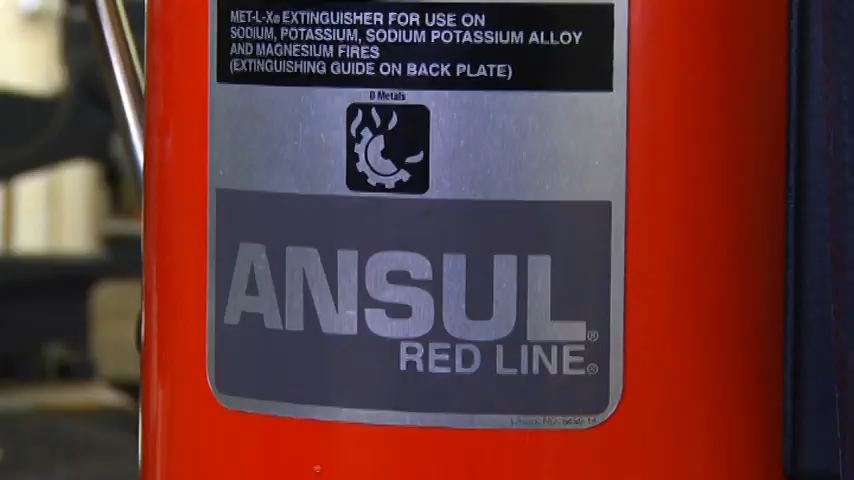 MET-L-X® EXTINGUISHER FOR USE ON
SODIUM, POTASSIUM, SODIUM POTASSIUM ALLOY
AND MAGNESIUM FIRES
(EXTINGUISHING GUIDE ON BACK PLATE)
D Metals
ANSUL®
RED LINE®